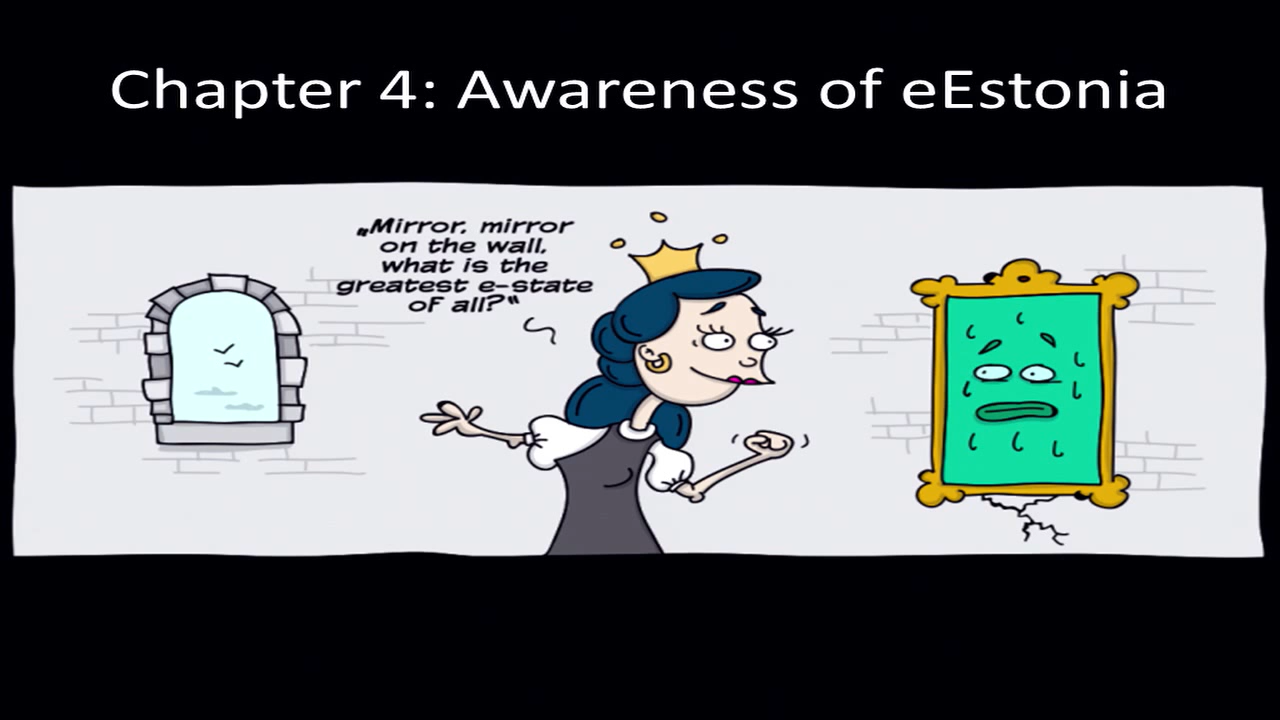 Chapter 4: Awareness of eEstonia
„Mirror, mirror
on the wall,
what is the
greatest e-state
of all?“